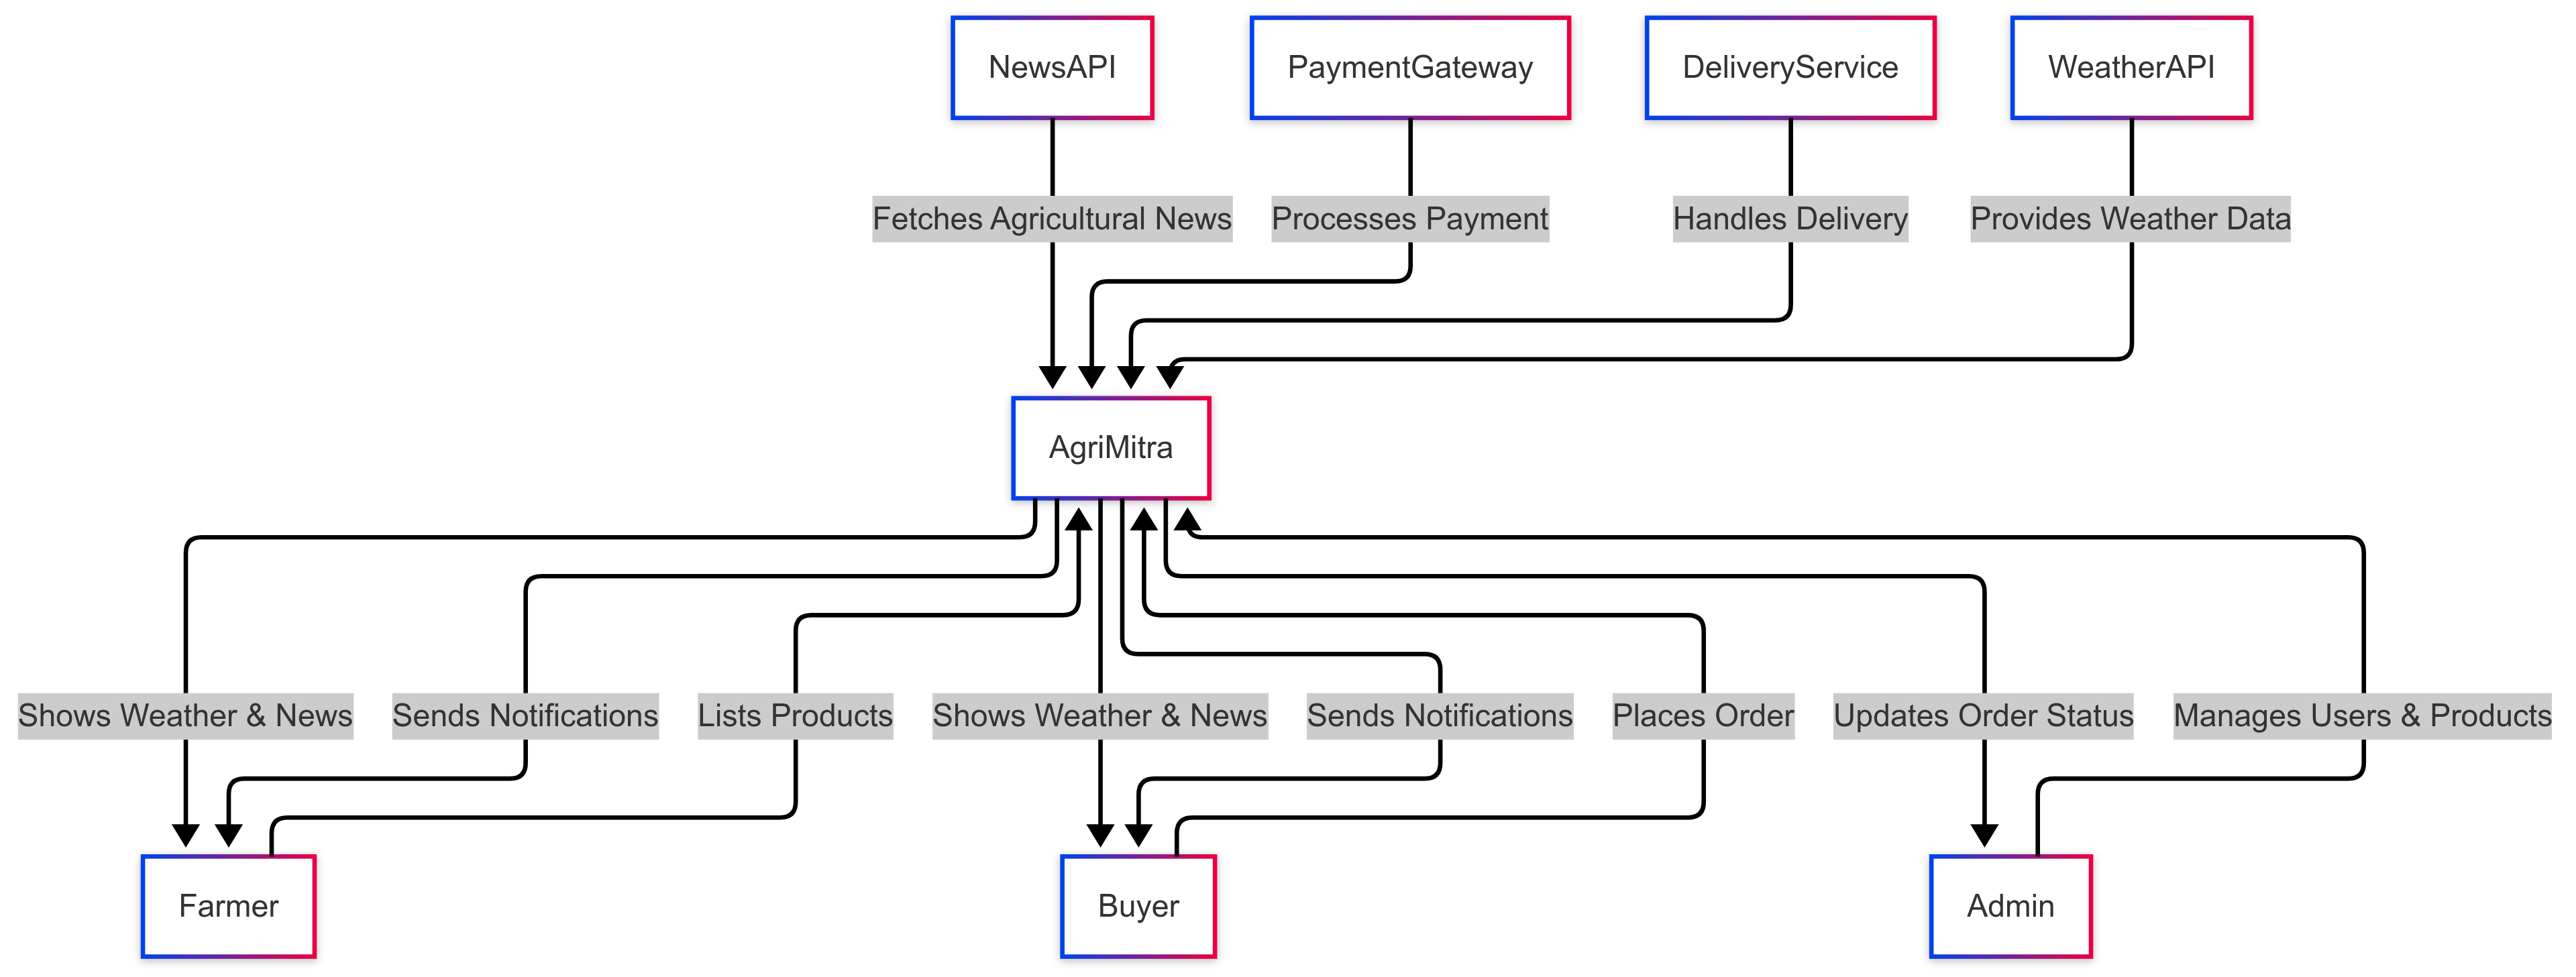 NewsAPI
PaymentGateway
DeliveryService
WeatherAPI
Fetches Agricultural News
Processes Payment
Handles Delivery
Provides Weather Data
AgriMitra
Shows Weather & News
Sends Notifications
Lists Products
Shows Weather & News
Sends Notifications
Places Order
Updates Order Status
Manages Users & Products
Farmer
Buyer
Admin